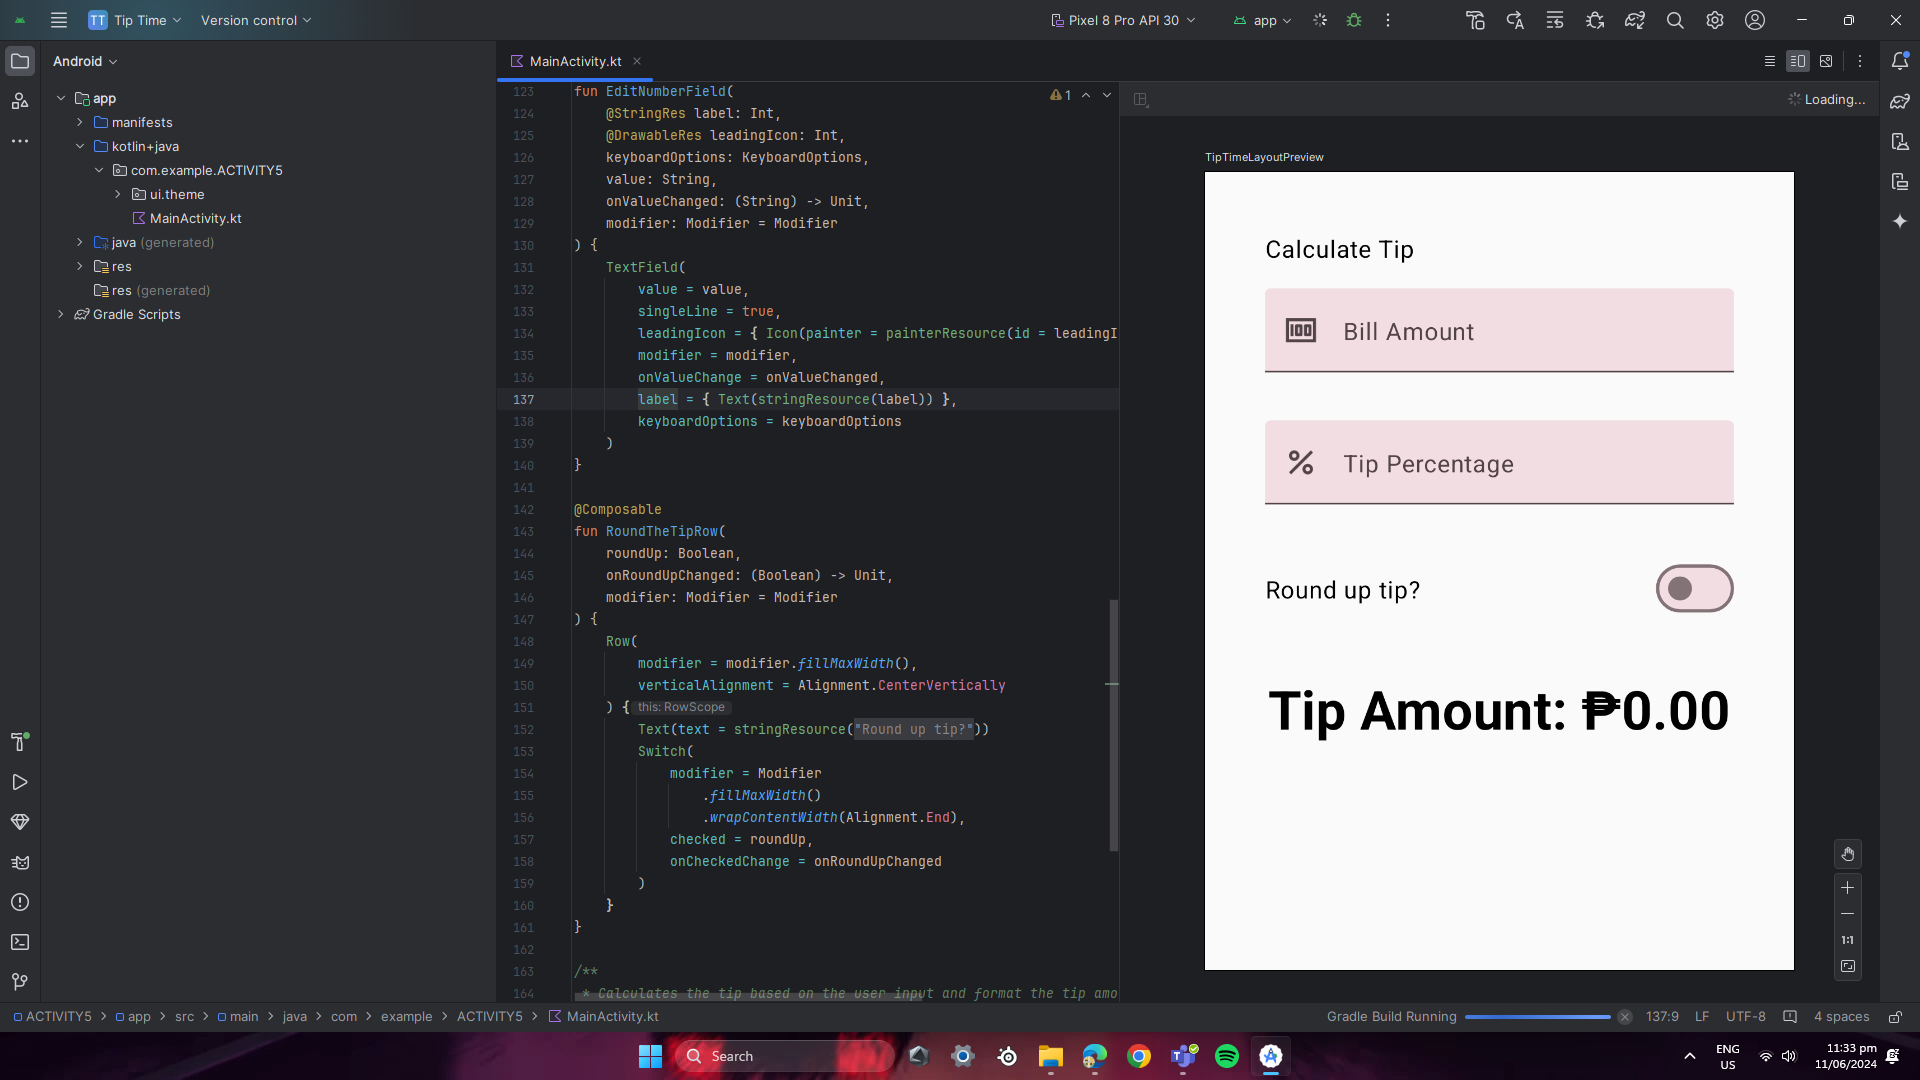 TT Tip Time Version control Pixel 8 Pro API 30 app
Android
app
manifests
kotlin+java
com.example.ACTIVITY5
ui.theme
MainActivity.kt
java (generated)
res
res (generated)
Gradle Scripts
MainActivity.kt
1
123 fun EditNumberField(
124 @StringRes label: Int,
125 @DrawableRes leadingIcon: Int,
126 keyboardOptions: KeyboardOptions,
127 value: String,
128 onValueChanged: (String) -> Unit,
129 modifier: Modifier = Modifier
130 ) {
131 TextField(
132 value = value,
133 singleLine = true,
134 leadingIcon = { Icon(painter = painterResource(id = leadingI
135 modifier = modifier,
136 onValueChange = onValueChanged,
137 label = { Text(stringResource(label)) },
138 keyboardOptions = keyboardOptions
139 )
140 }
141
142 @Composable
143 fun RoundTheTipRow(
144 roundUp: Boolean,
145 onRoundUpChanged: (Boolean) -> Unit,
146 modifier: Modifier = Modifier
147 ) {
148 Row(
149 modifier = modifier.fillMaxWidth(),
150 verticalAlignment = Alignment.CenterVertically
151 ) { this: RowScope
152 Text(text = stringResource("Round up tip?"))
153 Switch(
154 modifier = Modifier
155 .fillMaxWidth()
156 .wrapContentWidth(Alignment.End),
157 checked = roundUp,
158 onCheckedChange = onRoundUpChanged
159 )
160 }
161 }
162
163 /**
164 * Calculates the tip based on the user input and format the tip amo
Loading...
TipTimeLayoutPreview
Calculate Tip
100 Bill Amount
% Tip Percentage
Round up tip?
Tip Amount: ₱0.00
1:1
ACTIVITY5 > app > src > main > java > com > example > ACTIVITY5 > MainActivity.kt
Gradle Build Running 137:9 LF UTF-8 4 spaces
Search
ENG
US
11:33 pm
11/06/2024